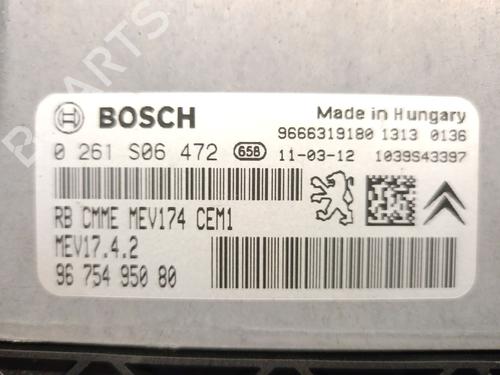 BOSCH
Made in Hungary
9666319180 1313 0136
0 261 S06 472 658 11-03-12 1039S43397
RB CMME MEV174 CEM1
MEV17.4.2
96 754 950 80
B PARTS